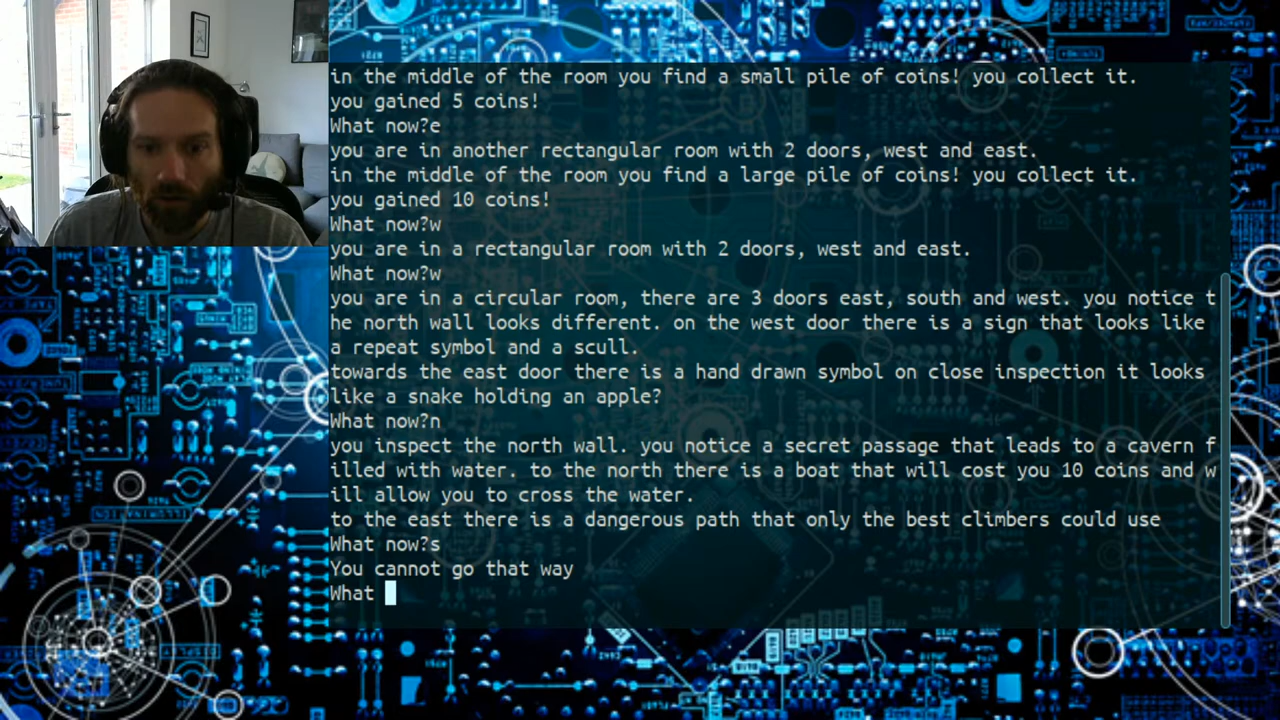 in the middle of the room you find a small pile of coins! you collect it.
you gained 5 coins!
What now?e
you are in another rectangular room with 2 doors, west and east.
in the middle of the room you find a large pile of coins! you collect it.
you gained 10 coins!
What now?w
you are in a rectangular room with 2 doors, west and east.
What now?w
you are in a circular room, there are 3 doors east, south and west. you notice t
he north wall looks different. on the west door there is a sign that looks like
a repeat symbol and a scull.
towards the east door there is a hand drawn symbol on close inspection it looks
like a snake holding an apple?
What now?n
you inspect the north wall. you notice a secret passage that leads to a cavern f
illed with water. to the north there is a boat that will cost you 10 coins and w
ill allow you to cross the water.
to the east there is a dangerous path that only the best climbers could use
What now?s
You cannot go that way
What